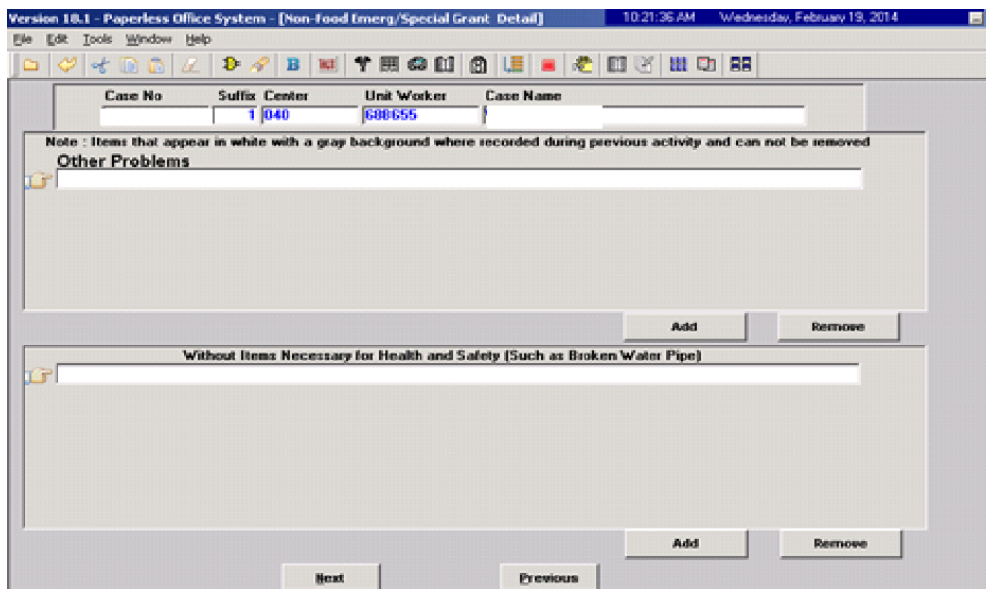 Version 18.1 - Paperless Office System - [Non-Food Emerg/Special Grant Detail] 10:21:36 AM Wednesday, February 19, 2014
File Edit Tools Window Help
B
Case No Suffix Center Unit Worker Case Name
1 040 688655
Note : Items that appear in white with a gray background where recorded during previous activity and can not be removed
Other Problems
Add Remove
Without Items Necessary for Health and Safety (Such as Broken Water Pipe)
Add Remove
Next Previous